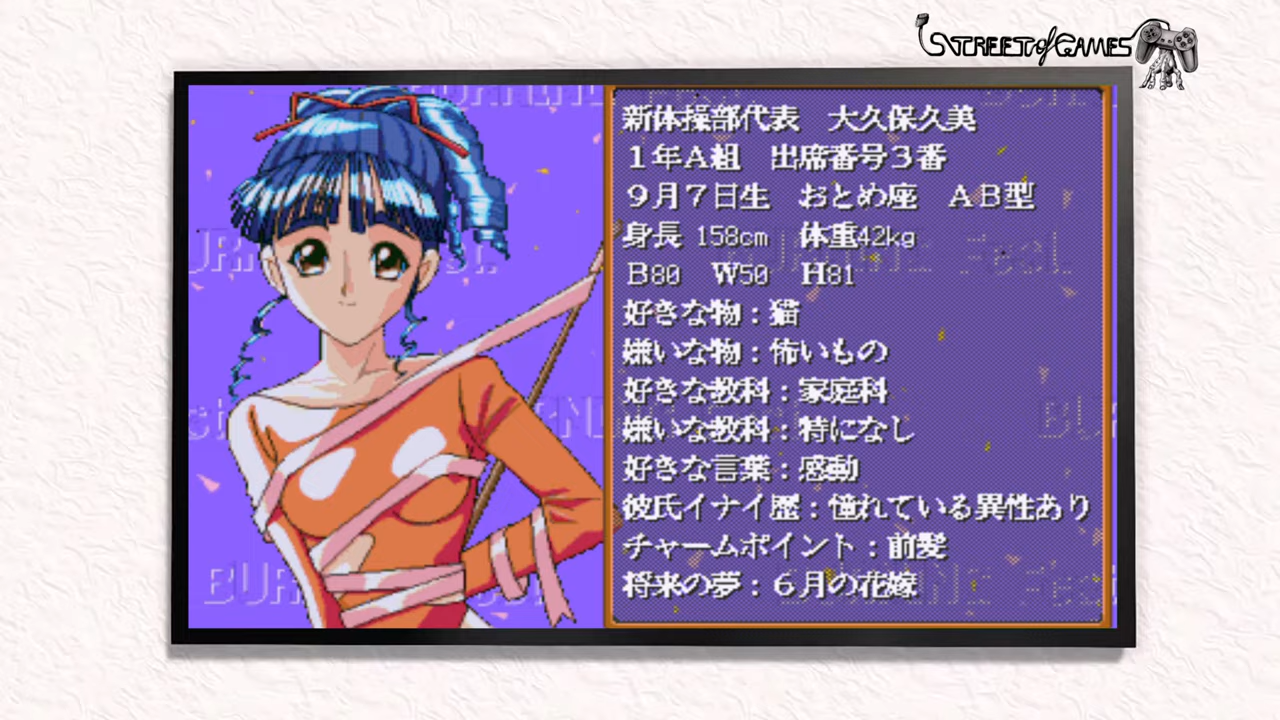 STREET of GAMES
新体操部代表　大久保久美
１年Ａ組　出席番号３番
９月７日生　おとめ座　ＡＢ型
身長 158cm　体重42kg
Ｂ80　Ｗ50　Ｈ81
好きな物：猫
嫌いな物：怖いもの
好きな教科：家庭科
嫌いな教科：特になし
好きな言葉：感動
彼氏イナイ歴：憧れている異性あり
チャームポイント：前髪
将来の夢：６月の花嫁